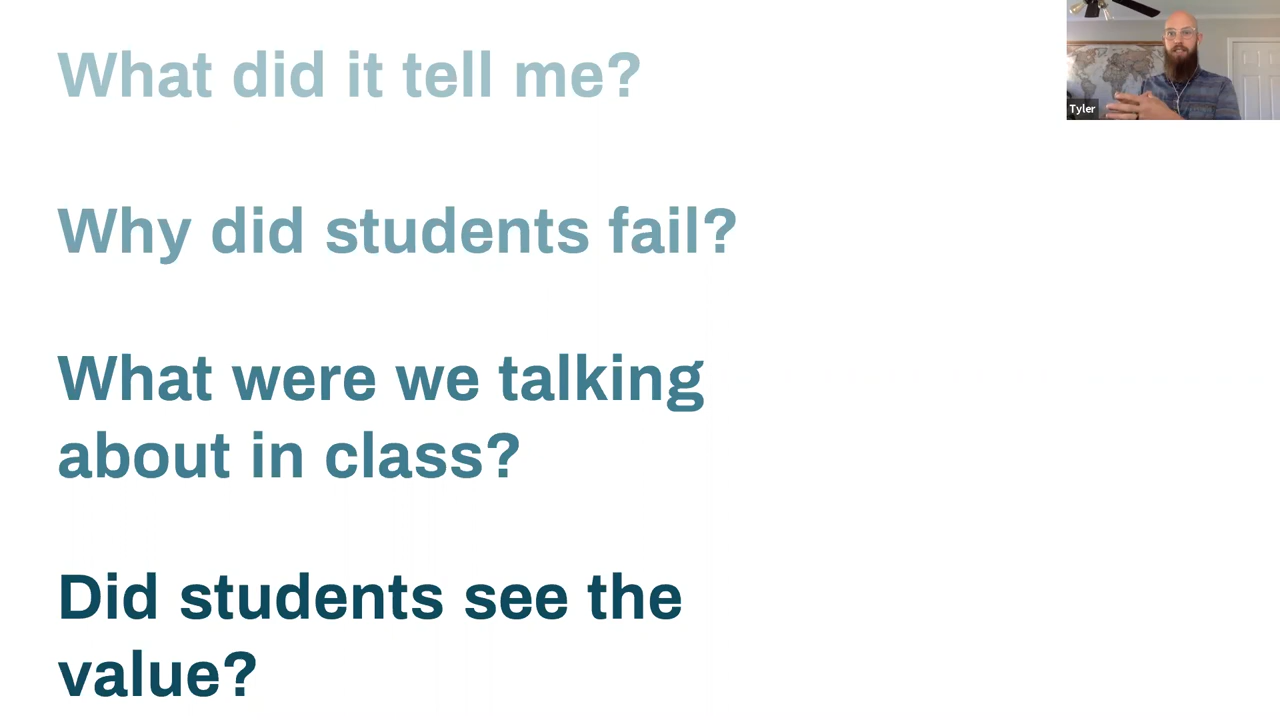 What did it tell me?
Tyler
Why did students fail?
What were we talking
about in class?
Did students see the
value?